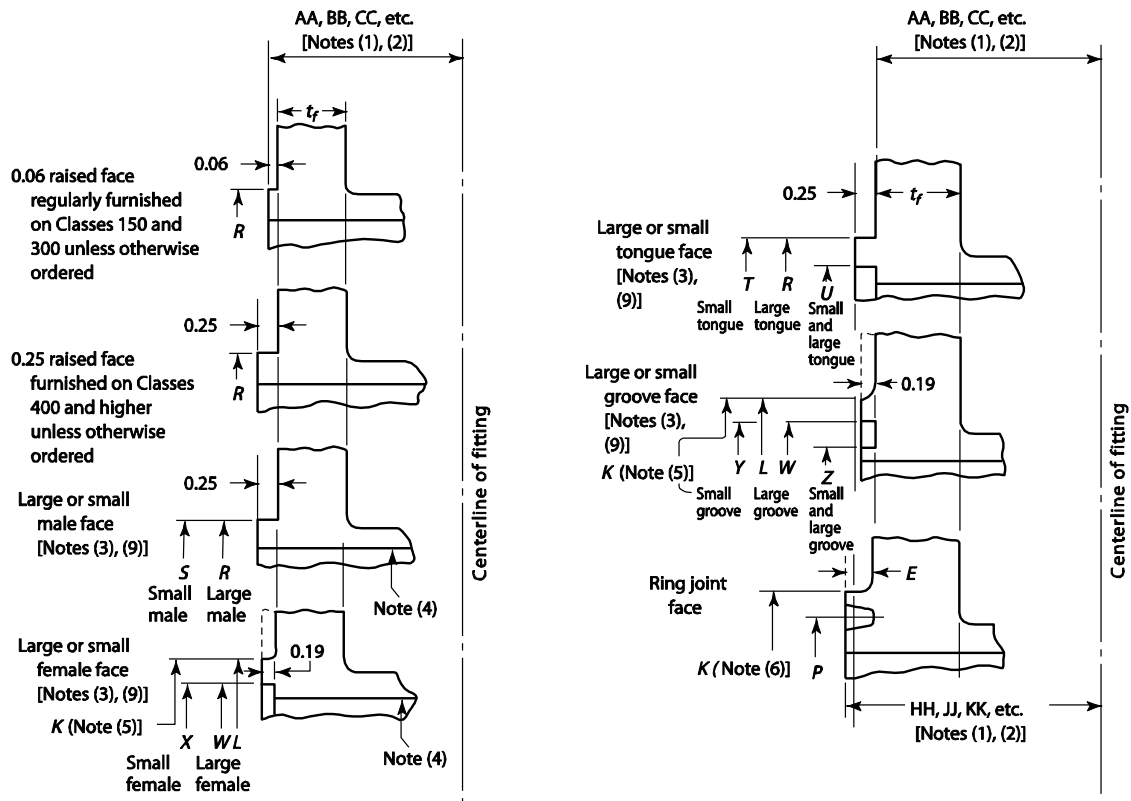 AA, BB, CC, etc.
[Notes (1), (2)]
t_f
0.06
0.06 raised face
regularly furnished
on Classes 150 and
300 unless otherwise
ordered
R
0.25
0.25 raised face
furnished on Classes
400 and higher
unless otherwise
ordered
R
0.25
Large or small
male face
[Notes (3), (9)]
S R
Small Large
male male
Note (4)
Large or small
female face
[Notes (3), (9)]
0.19
K (Note (5)]
X W L
Small Large
female female
Note (4)
Centerline of fitting
AA, BB, CC, etc.
[Notes (1), (2)]
0.25
t_f
Large or small
tongue face
[Notes (3),
(9)]
T R U
Small Large Small
tongue tongue and
large
tongue
Large or small
groove face
[Notes (3),
(9)]
0.19
K (Note (5)]
Y L W Z
Small Large Small
groove groove and
large
groove
Ring joint
face
E
K (Note (6)]
P
HH, JJ, KK, etc.
[Notes (1), (2)]
Centerline of fitting